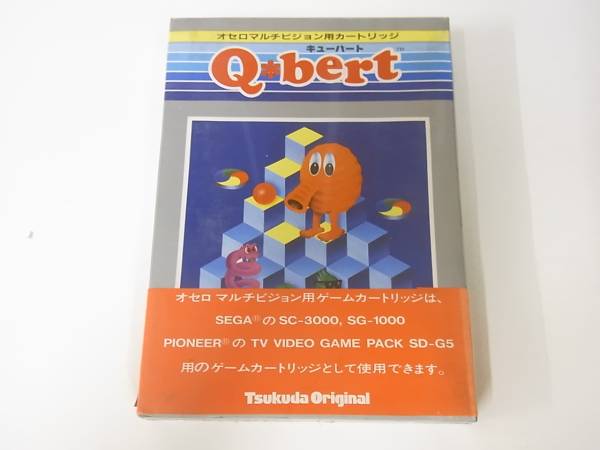 オセロマルチビジョン用カートリッジ
キューバート
Q*bert
TM
オセロ マルチビジョン用ゲームカートリッジは、
SEGA®のSC-3000, SG-1000
PIONEER®の TV VIDEO GAME PACK SD-G5
用のゲームカートリッジとして使用できます。
Tsukuda Original